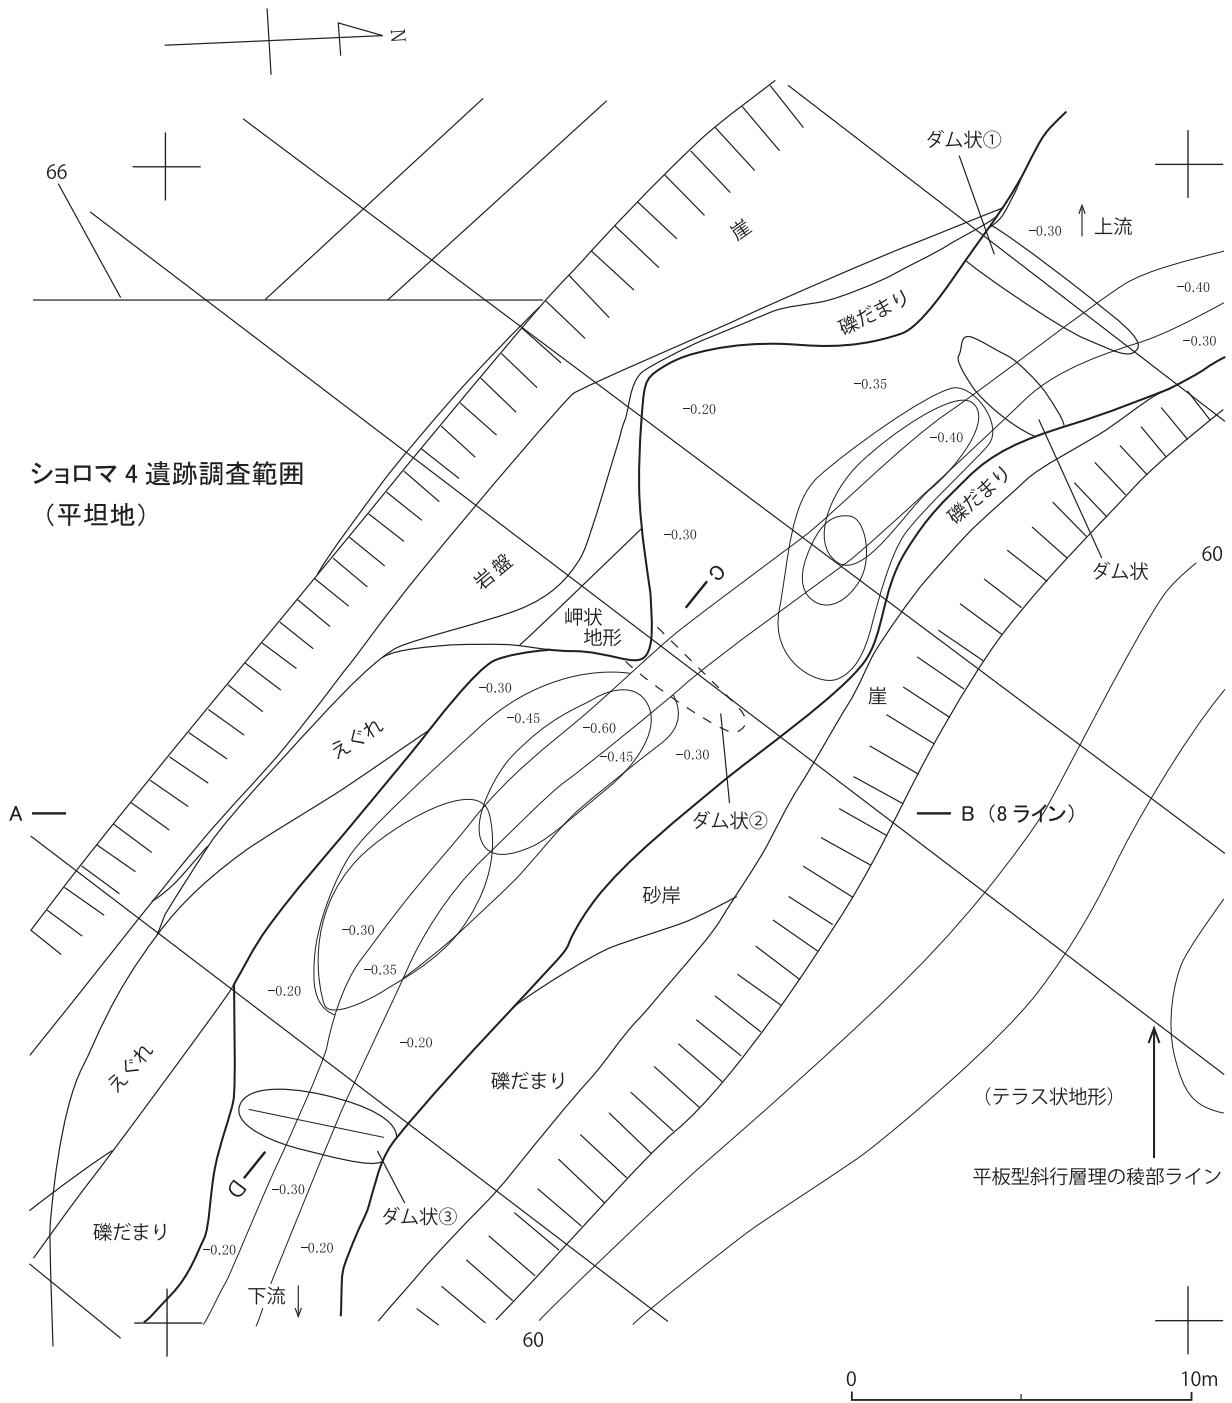 N
ダム状①
66
-0.30
上流
崖
-0.40
礫だまり
-0.30
-0.35
-0.20
-0.40
ショロマ 4 遺跡調査範囲
（平坦地）
礫だまり
-0.30
60
岩盤
C
ダム状
岬状
地形
-0.30
崖
-0.45
-0.60
えぐれ
-0.45
-0.30
A
B（8 ライン）
ダム状②
砂岸
-0.30
-0.35
-0.20
-0.20
えぐれ
礫だまり
（テラス状地形）
平板型斜行層理の稜部ライン
D
-0.30
ダム状③
礫だまり
-0.20
-0.20
下流
60
0
10m